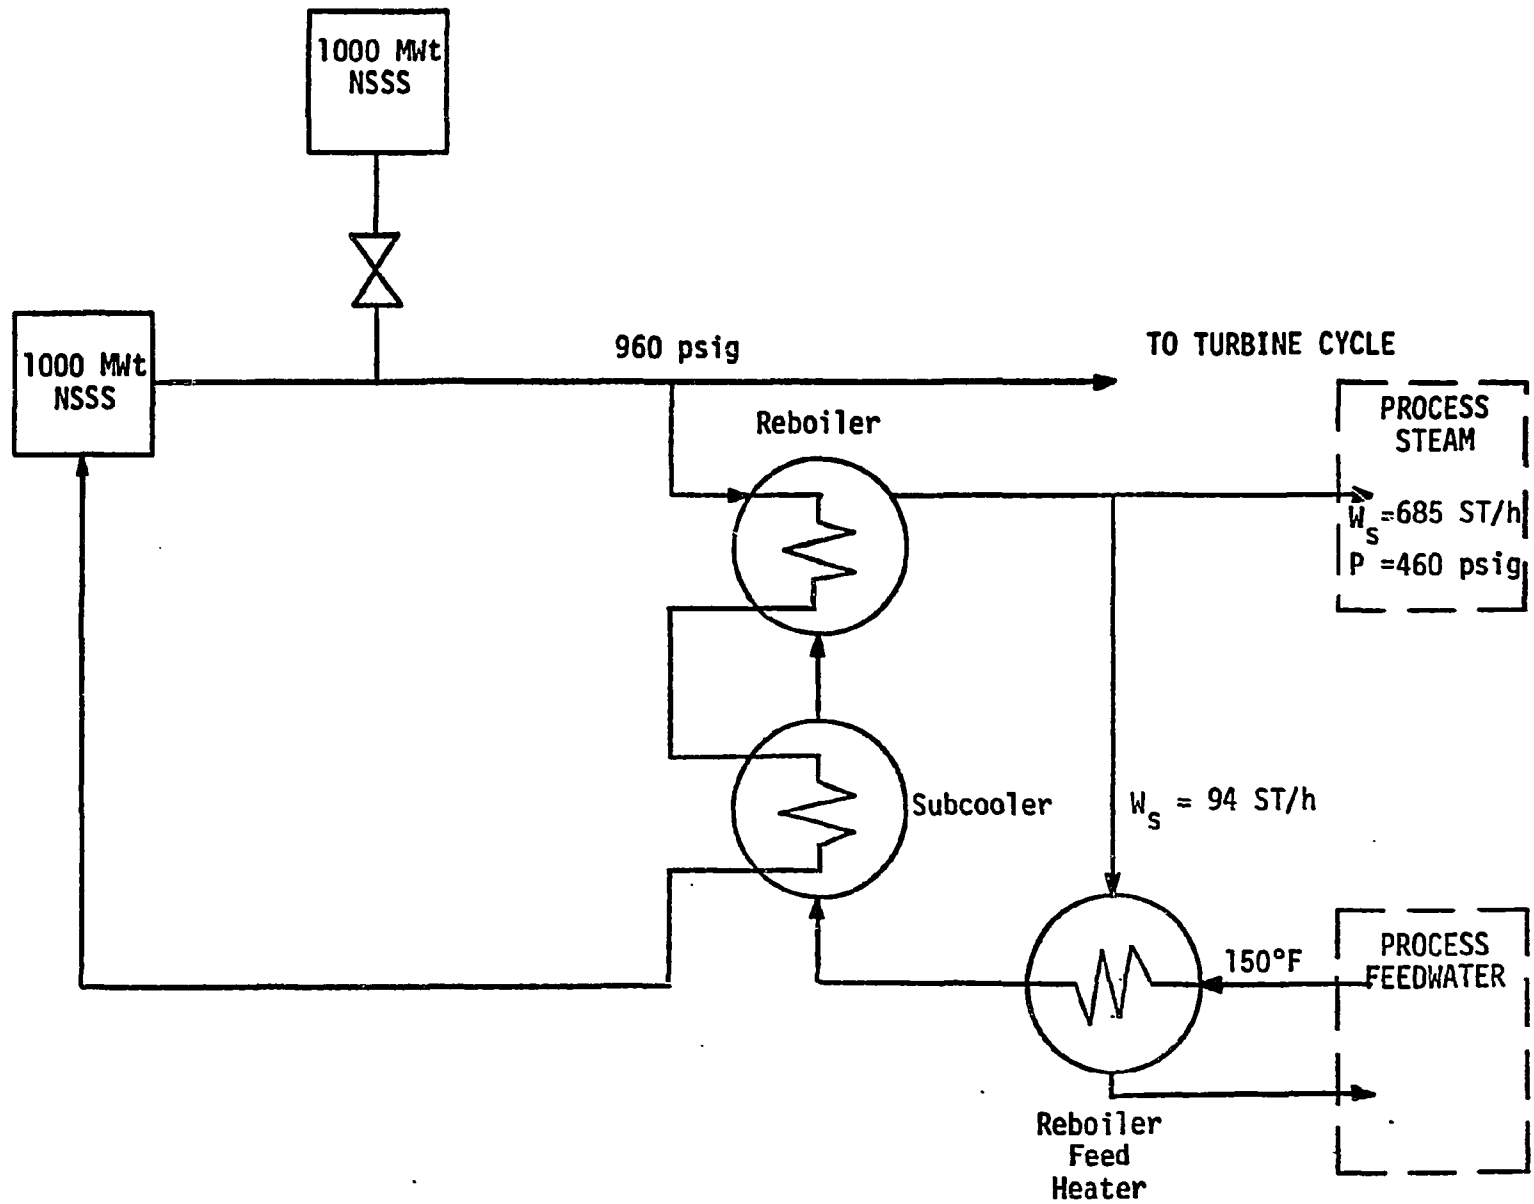 1000 MWt
NSSS
1000 MWt
NSSS
960 psig
TO TURBINE CYCLE
PROCESS
STEAM
Reboiler
Ws=685 ST/h
P =460 psig
Subcooler
Ws = 94 ST/h
150°F
PROCESS
FEEDWATER
Reboiler
Feed
Heater